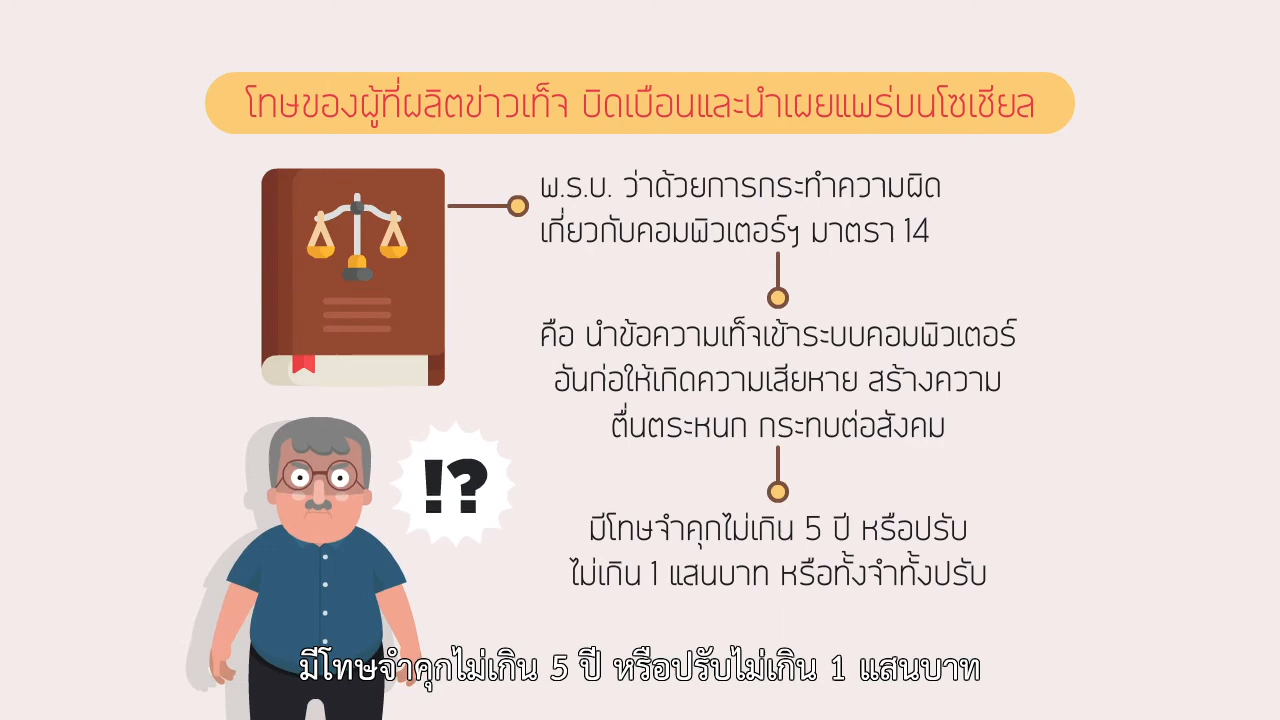 โทษของผู้ที่ผลิตข่าวเท็จ บิดเบือนและนำเผยแพร่บนโซเชียล
พ.ร.บ. ว่าด้วยการกระทำความผิด
เกี่ยวกับคอมพิวเตอร์ฯ มาตรา 14
คือ นำข้อความเท็จเข้าระบบคอมพิวเตอร์
อันก่อให้เกิดความเสียหาย สร้างความ
ตื่นตระหนก กระทบต่อสังคม
!?
มีโทษจำคุกไม่เกิน 5 ปี หรือปรับ
ไม่เกิน 1 แสนบาท หรือทั้งจำทั้งปรับ
มีโทษจำคุกไม่เกิน 5 ปี หรือปรับไม่เกิน 1 แสนบาท